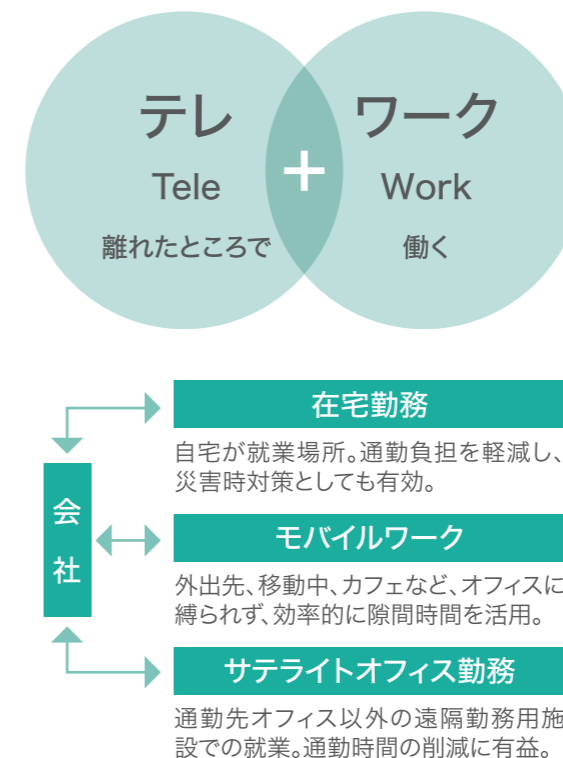 テレ
Tele
離れたところで
+
ワーク
Work
働く
会社
在宅勤務
自宅が就業場所。通勤負担を軽減し、
災害時対策としても有効。
モバイルワーク
外出先、移動中、カフェなど、オフィスに
縛られず、効率的に隙間時間を活用。
サテライトオフィス勤務
通勤先オフィス以外の遠隔勤務用施
設での就業。通勤時間の削減に有益。